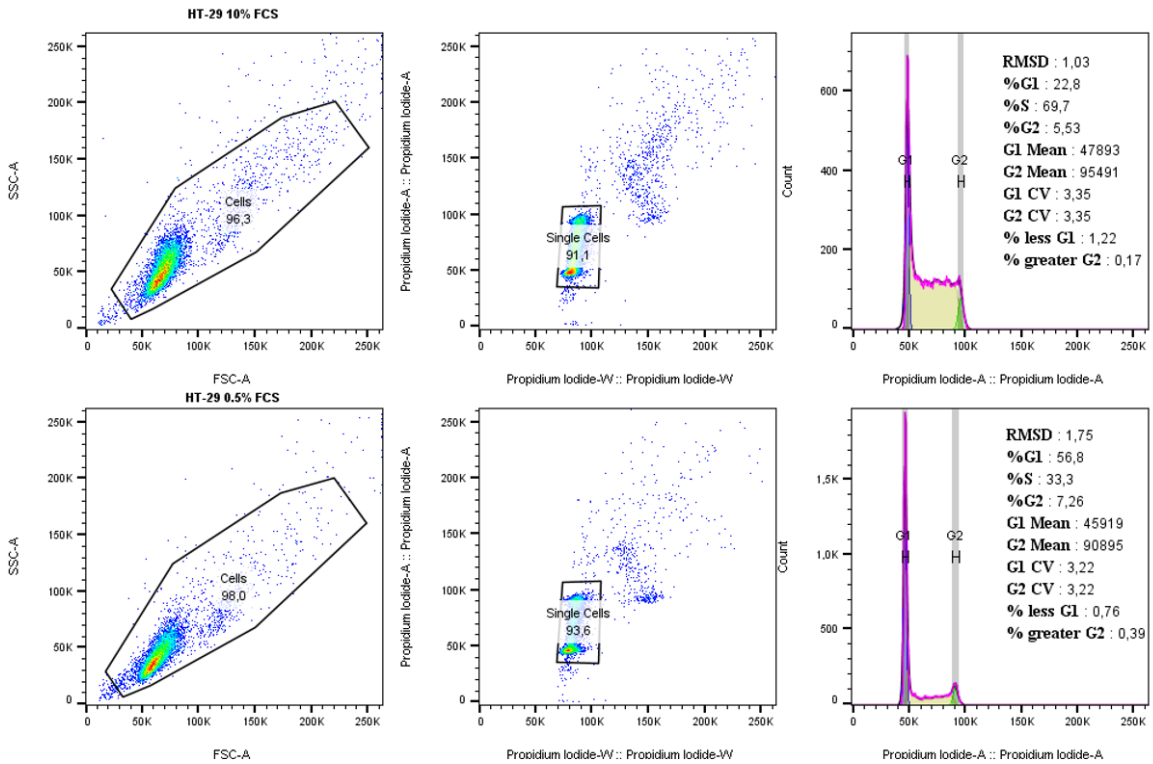 HT-29 10% FCS
250K
200K
150K
100K
50K
0
SSC-A
Cells
96,3
0 50K 100K 150K 200K 250K
FSC-A
250K
200K
150K
100K
50K
0
Propidium Iodide-A :: Propidium Iodide-A
Single Cells
91,1
0 50K 100K 150K 200K 250K
Propidium Iodide-W :: Propidium Iodide-W
600
400
200
0
Count
G1
G2
RMSD : 1,03
%G1 : 22,8
%S : 69,7
%G2 : 5,53
G1 Mean : 47893
G2 Mean : 95491
G1 CV : 3,35
G2 CV : 3,35
% less G1 : 1,22
% greater G2 : 0,17
0 50K 100K 150K 200K 250K
Propidium Iodide-A :: Propidium Iodide-A
HT-29 0.5% FCS
250K
200K
150K
100K
50K
0
SSC-A
Cells
98,0
0 50K 100K 150K 200K 250K
FSC-A
250K
200K
150K
100K
50K
0
Propidium Iodide-A :: Propidium Iodide-A
Single Cells
93,6
0 50K 100K 150K 200K 250K
Propidium Iodide-W :: Propidium Iodide-W
1,5K
1,0K
500
0
Count
G1
G2
RMSD : 1,75
%G1 : 56,8
%S : 33,3
%G2 : 7,26
G1 Mean : 45919
G2 Mean : 90895
G1 CV : 3,22
G2 CV : 3,22
% less G1 : 0,76
% greater G2 : 0,39
0 50K 100K 150K 200K 250K
Propidium Iodide-A :: Propidium Iodide-A